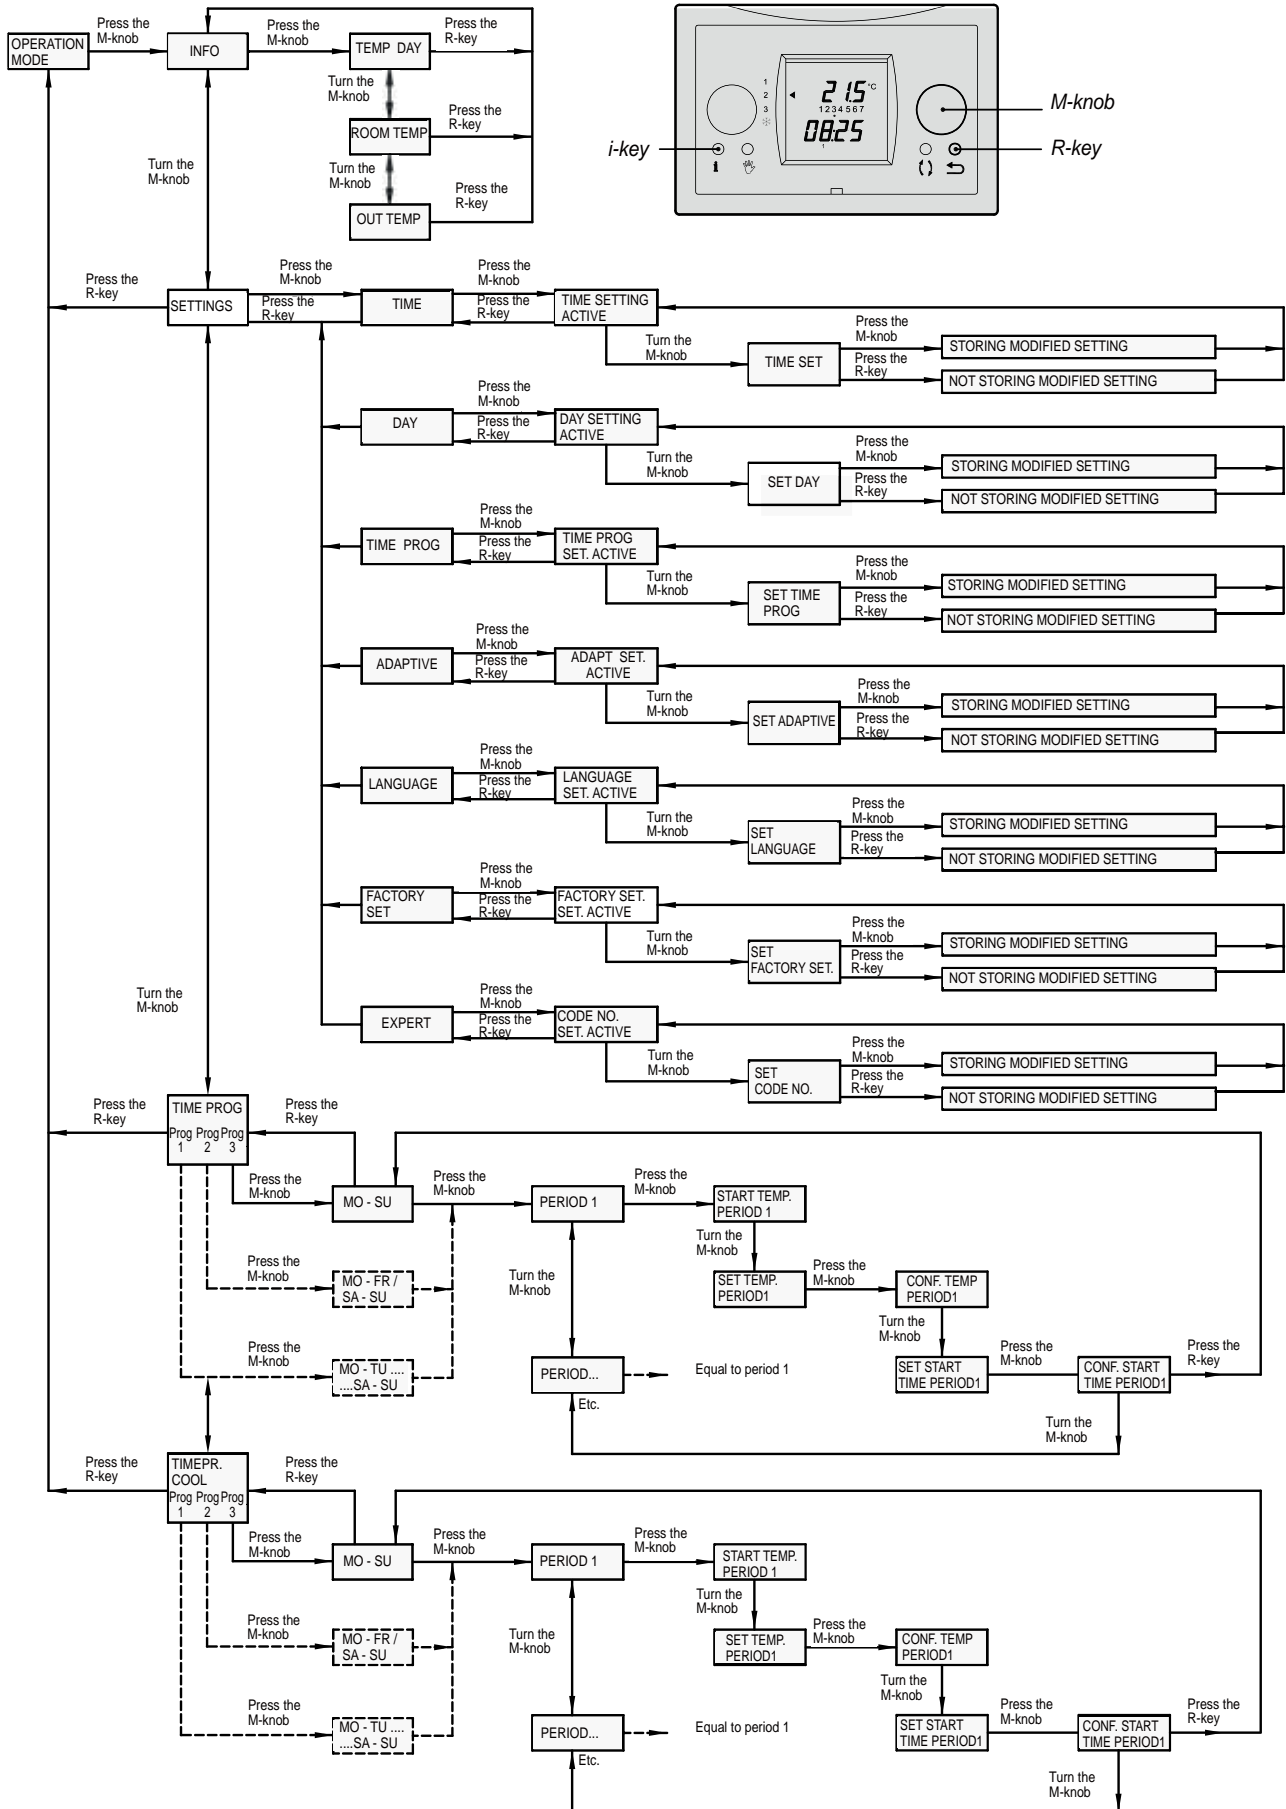 OPERATION
MODE
Press the
M-knob
INFO
Press the
M-knob
TEMP DAY
Press the
R-key
Turn the
M-knob
ROOM TEMP
Press the
R-key
Turn the
M-knob
OUT TEMP
Press the
R-key
1
2
3
21.5 °C
1 2 3 4 5 6 7
08:25
1
M-knob
i-key
R-key
i
Turn the
M-knob
Press the
R-key
SETTINGS
Press the
M-knob
Press the
R-key
TIME
Press the
M-knob
Press the
R-key
TIME SETTING
ACTIVE
Turn the
M-knob
TIME SET
Press the
M-knob
Press the
R-key
STORING MODIFIED SETTING
NOT STORING MODIFIED SETTING
DAY
Press the
M-knob
Press the
R-key
DAY SETTING
ACTIVE
Turn the
M-knob
SET DAY
Press the
M-knob
Press the
R-key
STORING MODIFIED SETTING
NOT STORING MODIFIED SETTING
TIME PROG
Press the
M-knob
Press the
R-key
TIME PROG
SET. ACTIVE
Turn the
M-knob
SET TIME
PROG
Press the
M-knob
Press the
R-key
STORING MODIFIED SETTING
NOT STORING MODIFIED SETTING
ADAPTIVE
Press the
M-knob
Press the
R-key
ADAPT SET.
ACTIVE
Turn the
M-knob
SET ADAPTIVE
Press the
M-knob
Press the
R-key
STORING MODIFIED SETTING
NOT STORING MODIFIED SETTING
LANGUAGE
Press the
M-knob
Press the
R-key
LANGUAGE
SET. ACTIVE
Turn the
M-knob
SET
LANGUAGE
Press the
M-knob
Press the
R-key
STORING MODIFIED SETTING
NOT STORING MODIFIED SETTING
FACTORY
SET
Press the
M-knob
Press the
R-key
FACTORY SET.
SET. ACTIVE
Turn the
M-knob
SET
FACTORY SET.
Press the
M-knob
Press the
R-key
STORING MODIFIED SETTING
NOT STORING MODIFIED SETTING
Turn the
M-knob
EXPERT
Press the
M-knob
Press the
R-key
CODE NO.
SET. ACTIVE
Turn the
M-knob
SET
CODE NO.
Press the
M-knob
Press the
R-key
STORING MODIFIED SETTING
NOT STORING MODIFIED SETTING
Press the
R-key
TIME PROG
Prog Prog Prog
1 2 3
Press the
R-key
Press the
M-knob
MO - SU
Press the
M-knob
PERIOD 1
Press the
M-knob
START TEMP.
PERIOD 1
Turn the
M-knob
Press the
M-knob
MO - FR /
SA - SU
Turn the
M-knob
SET TEMP.
PERIOD1
Press the
M-knob
CONF. TEMP
PERIOD1
Turn the
M-knob
Press the
M-knob
MO - TU ....
....SA - SU
PERIOD...
Equal to period 1
Etc.
SET START
TIME PERIOD1
Press the
M-knob
CONF. START
TIME PERIOD1
Press the
R-key
Turn the
M-knob
Press the
R-key
TIMEPR.
COOL
Prog Prog Prog
1 2 3
Press the
R-key
Press the
M-knob
MO - SU
Press the
M-knob
PERIOD 1
Press the
M-knob
START TEMP.
PERIOD 1
Turn the
M-knob
Press the
M-knob
MO - FR /
SA - SU
Turn the
M-knob
SET TEMP.
PERIOD1
Press the
M-knob
CONF. TEMP
PERIOD1
Turn the
M-knob
Press the
M-knob
MO - TU ....
....SA - SU
PERIOD...
Equal to period 1
Etc.
SET START
TIME PERIOD1
Press the
M-knob
CONF. START
TIME PERIOD1
Press the
R-key
Turn the
M-knob